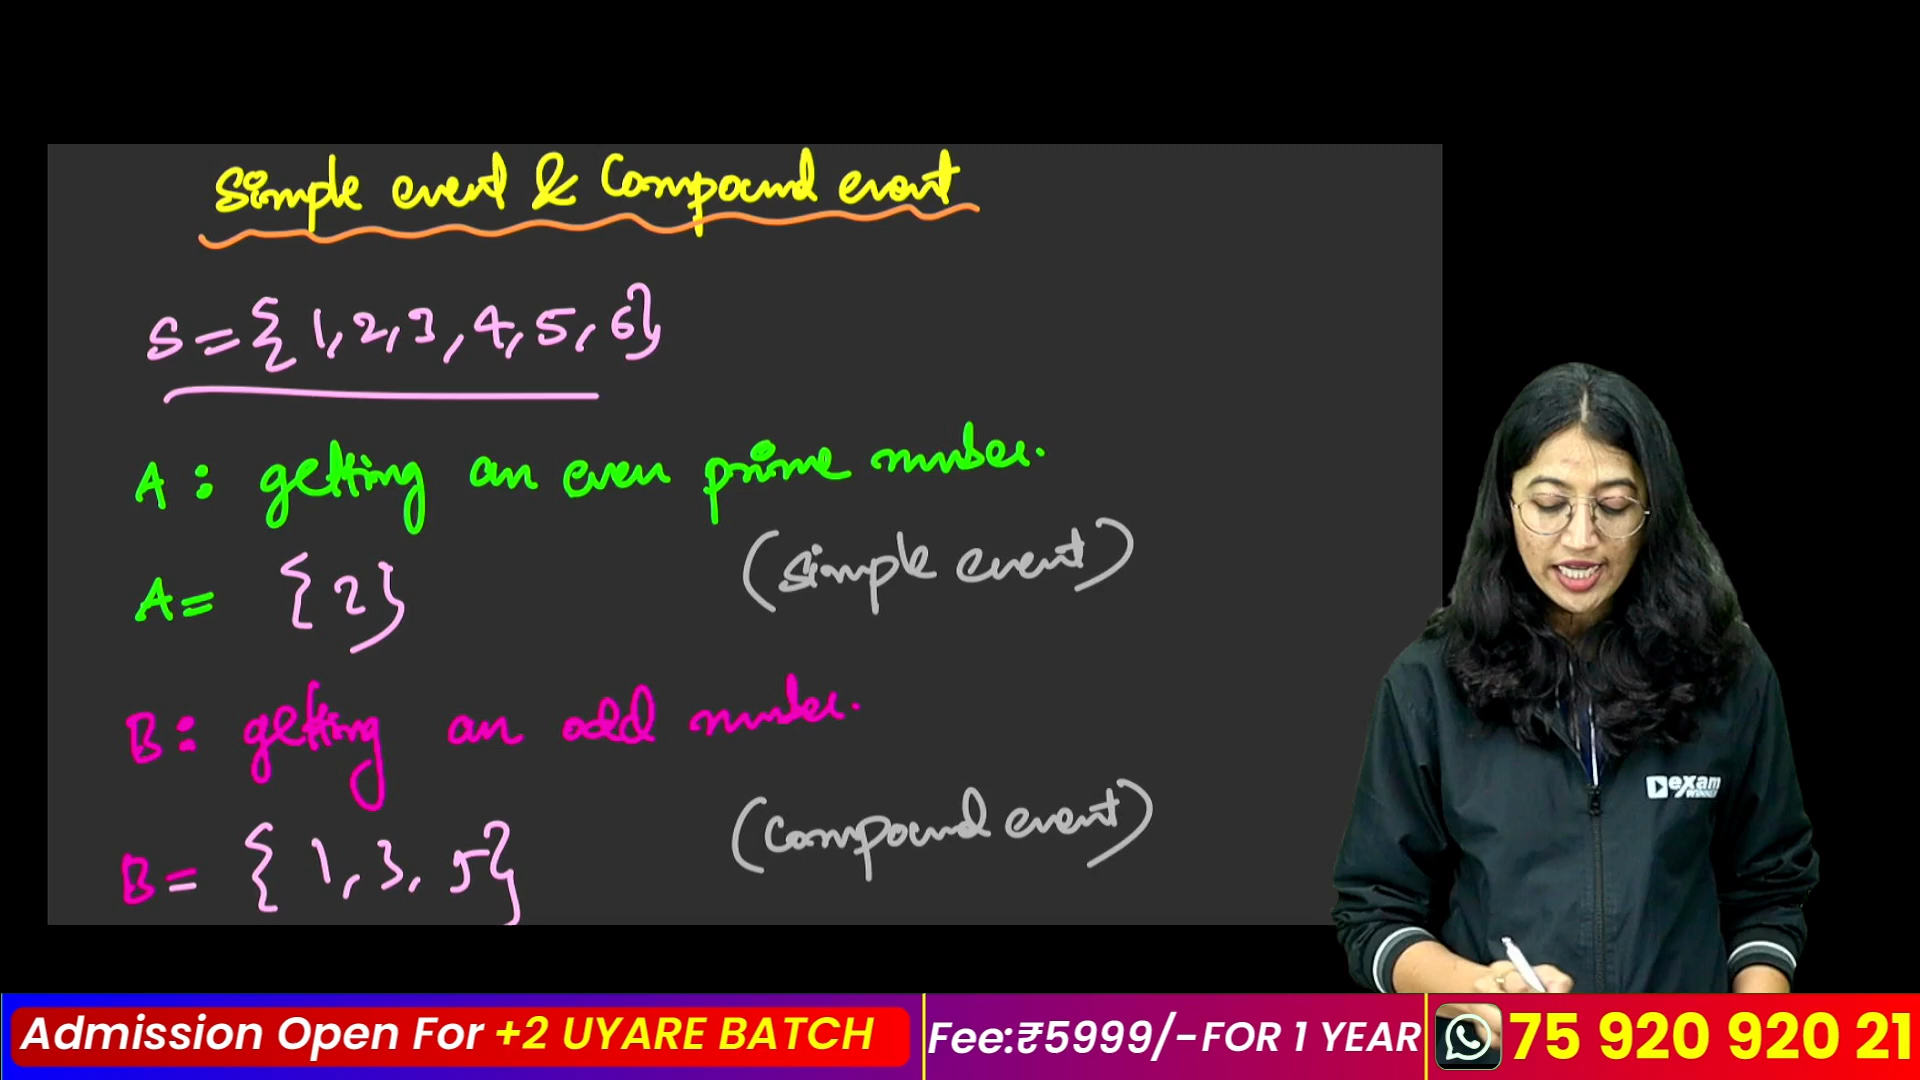 Simple event & Compound event
S = {1, 2, 3, 4, 5, 6}
A : getting an even prime number.
(simple event)
A = {2}
B : getting an odd number.
(compound event)
B = {1, 3, 5}
exam
WINNER
Admission Open For +2 UYARE BATCH
Fee:₹5999/-FOR 1 YEAR
75 920 920 21